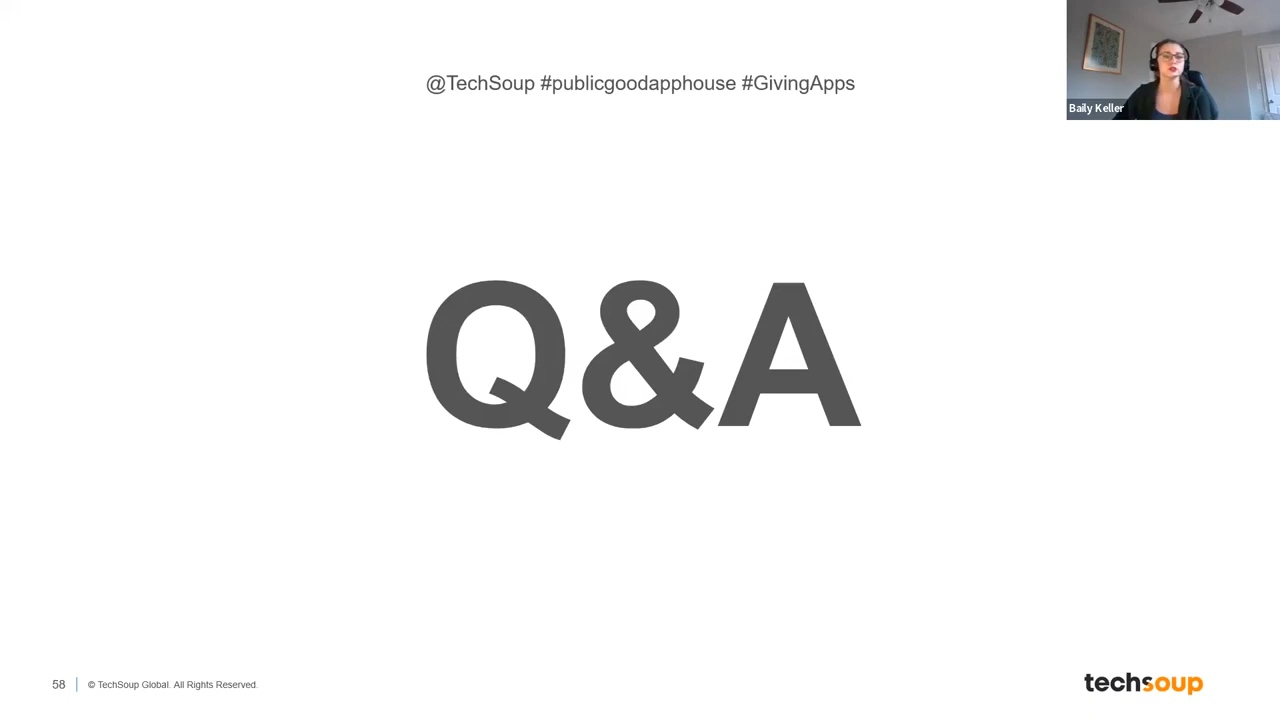 @TechSoup #publicgoodapphouse #GivingApps
Baily Keller
Q&A
58
© TechSoup Global. All Rights Reserved.
techsoup